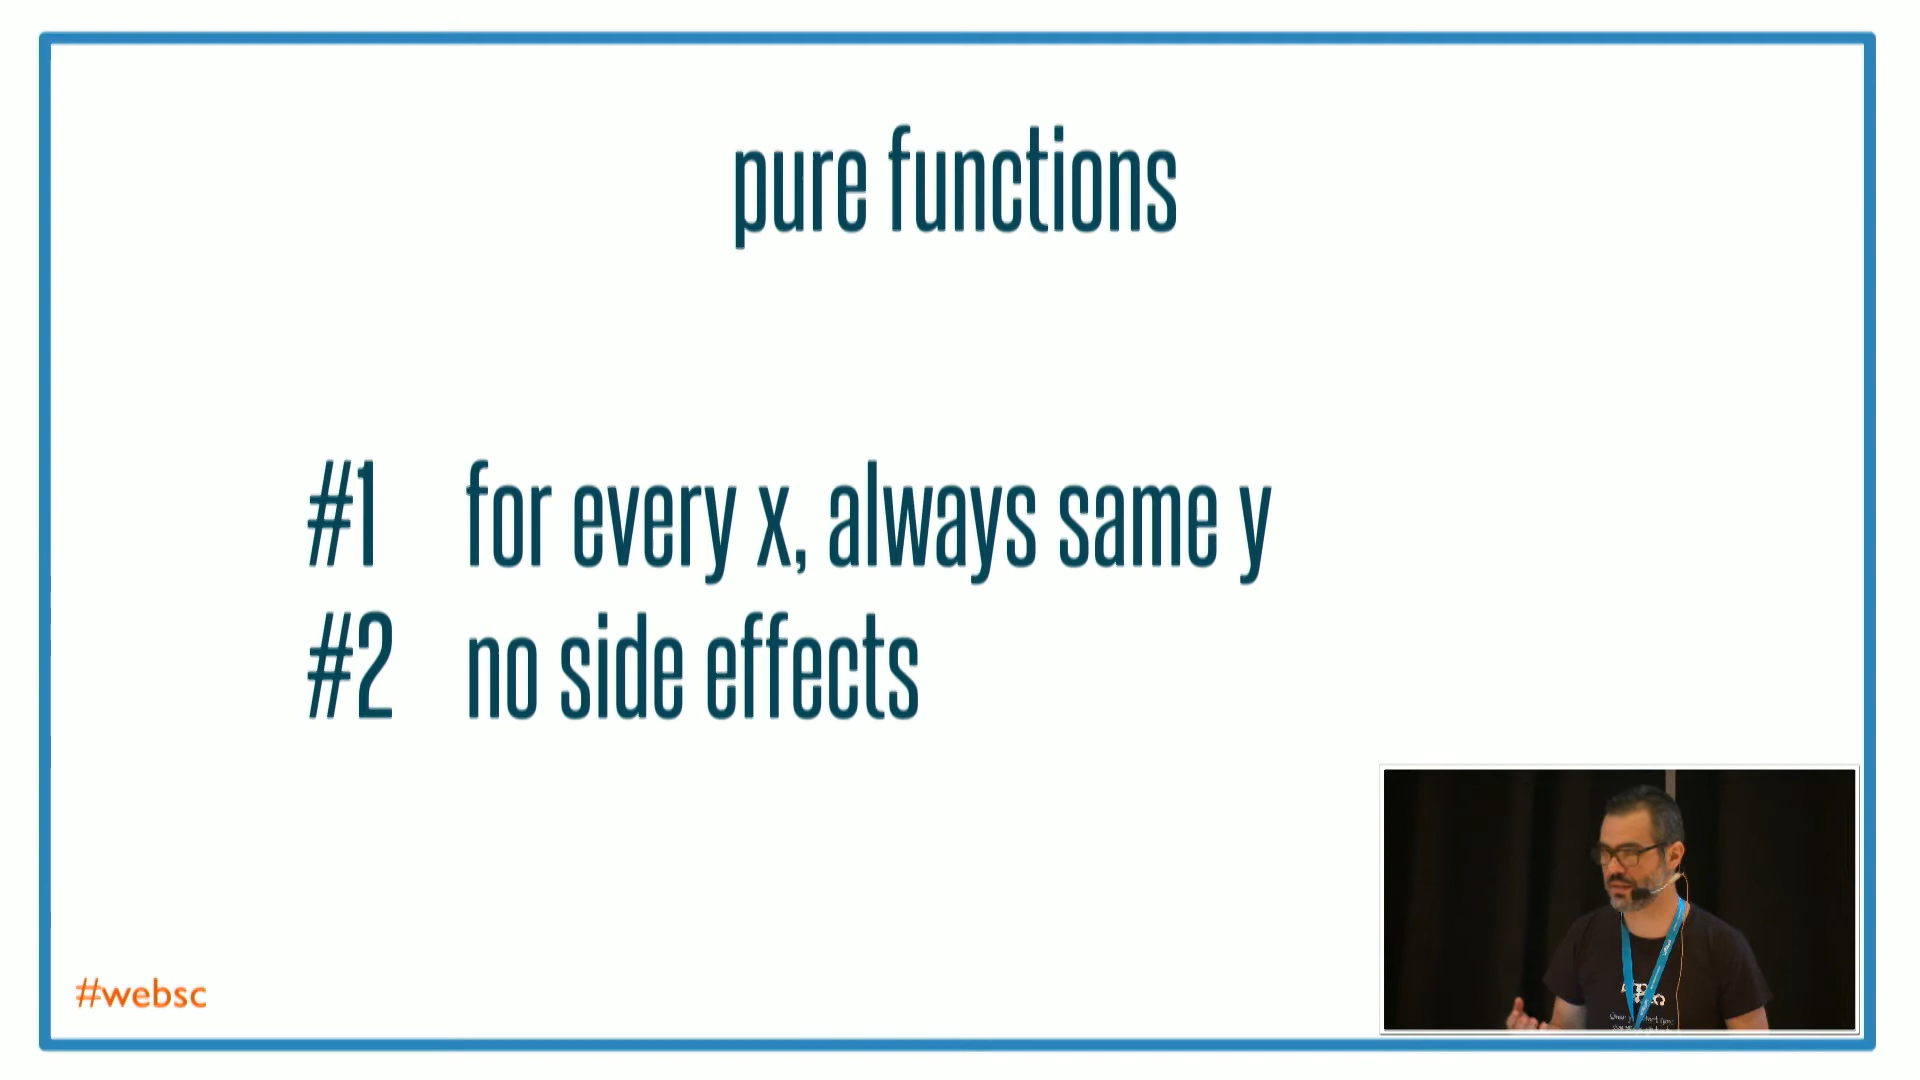 pure functions
#1 for every x, always same y
#2 no side effects
#websc